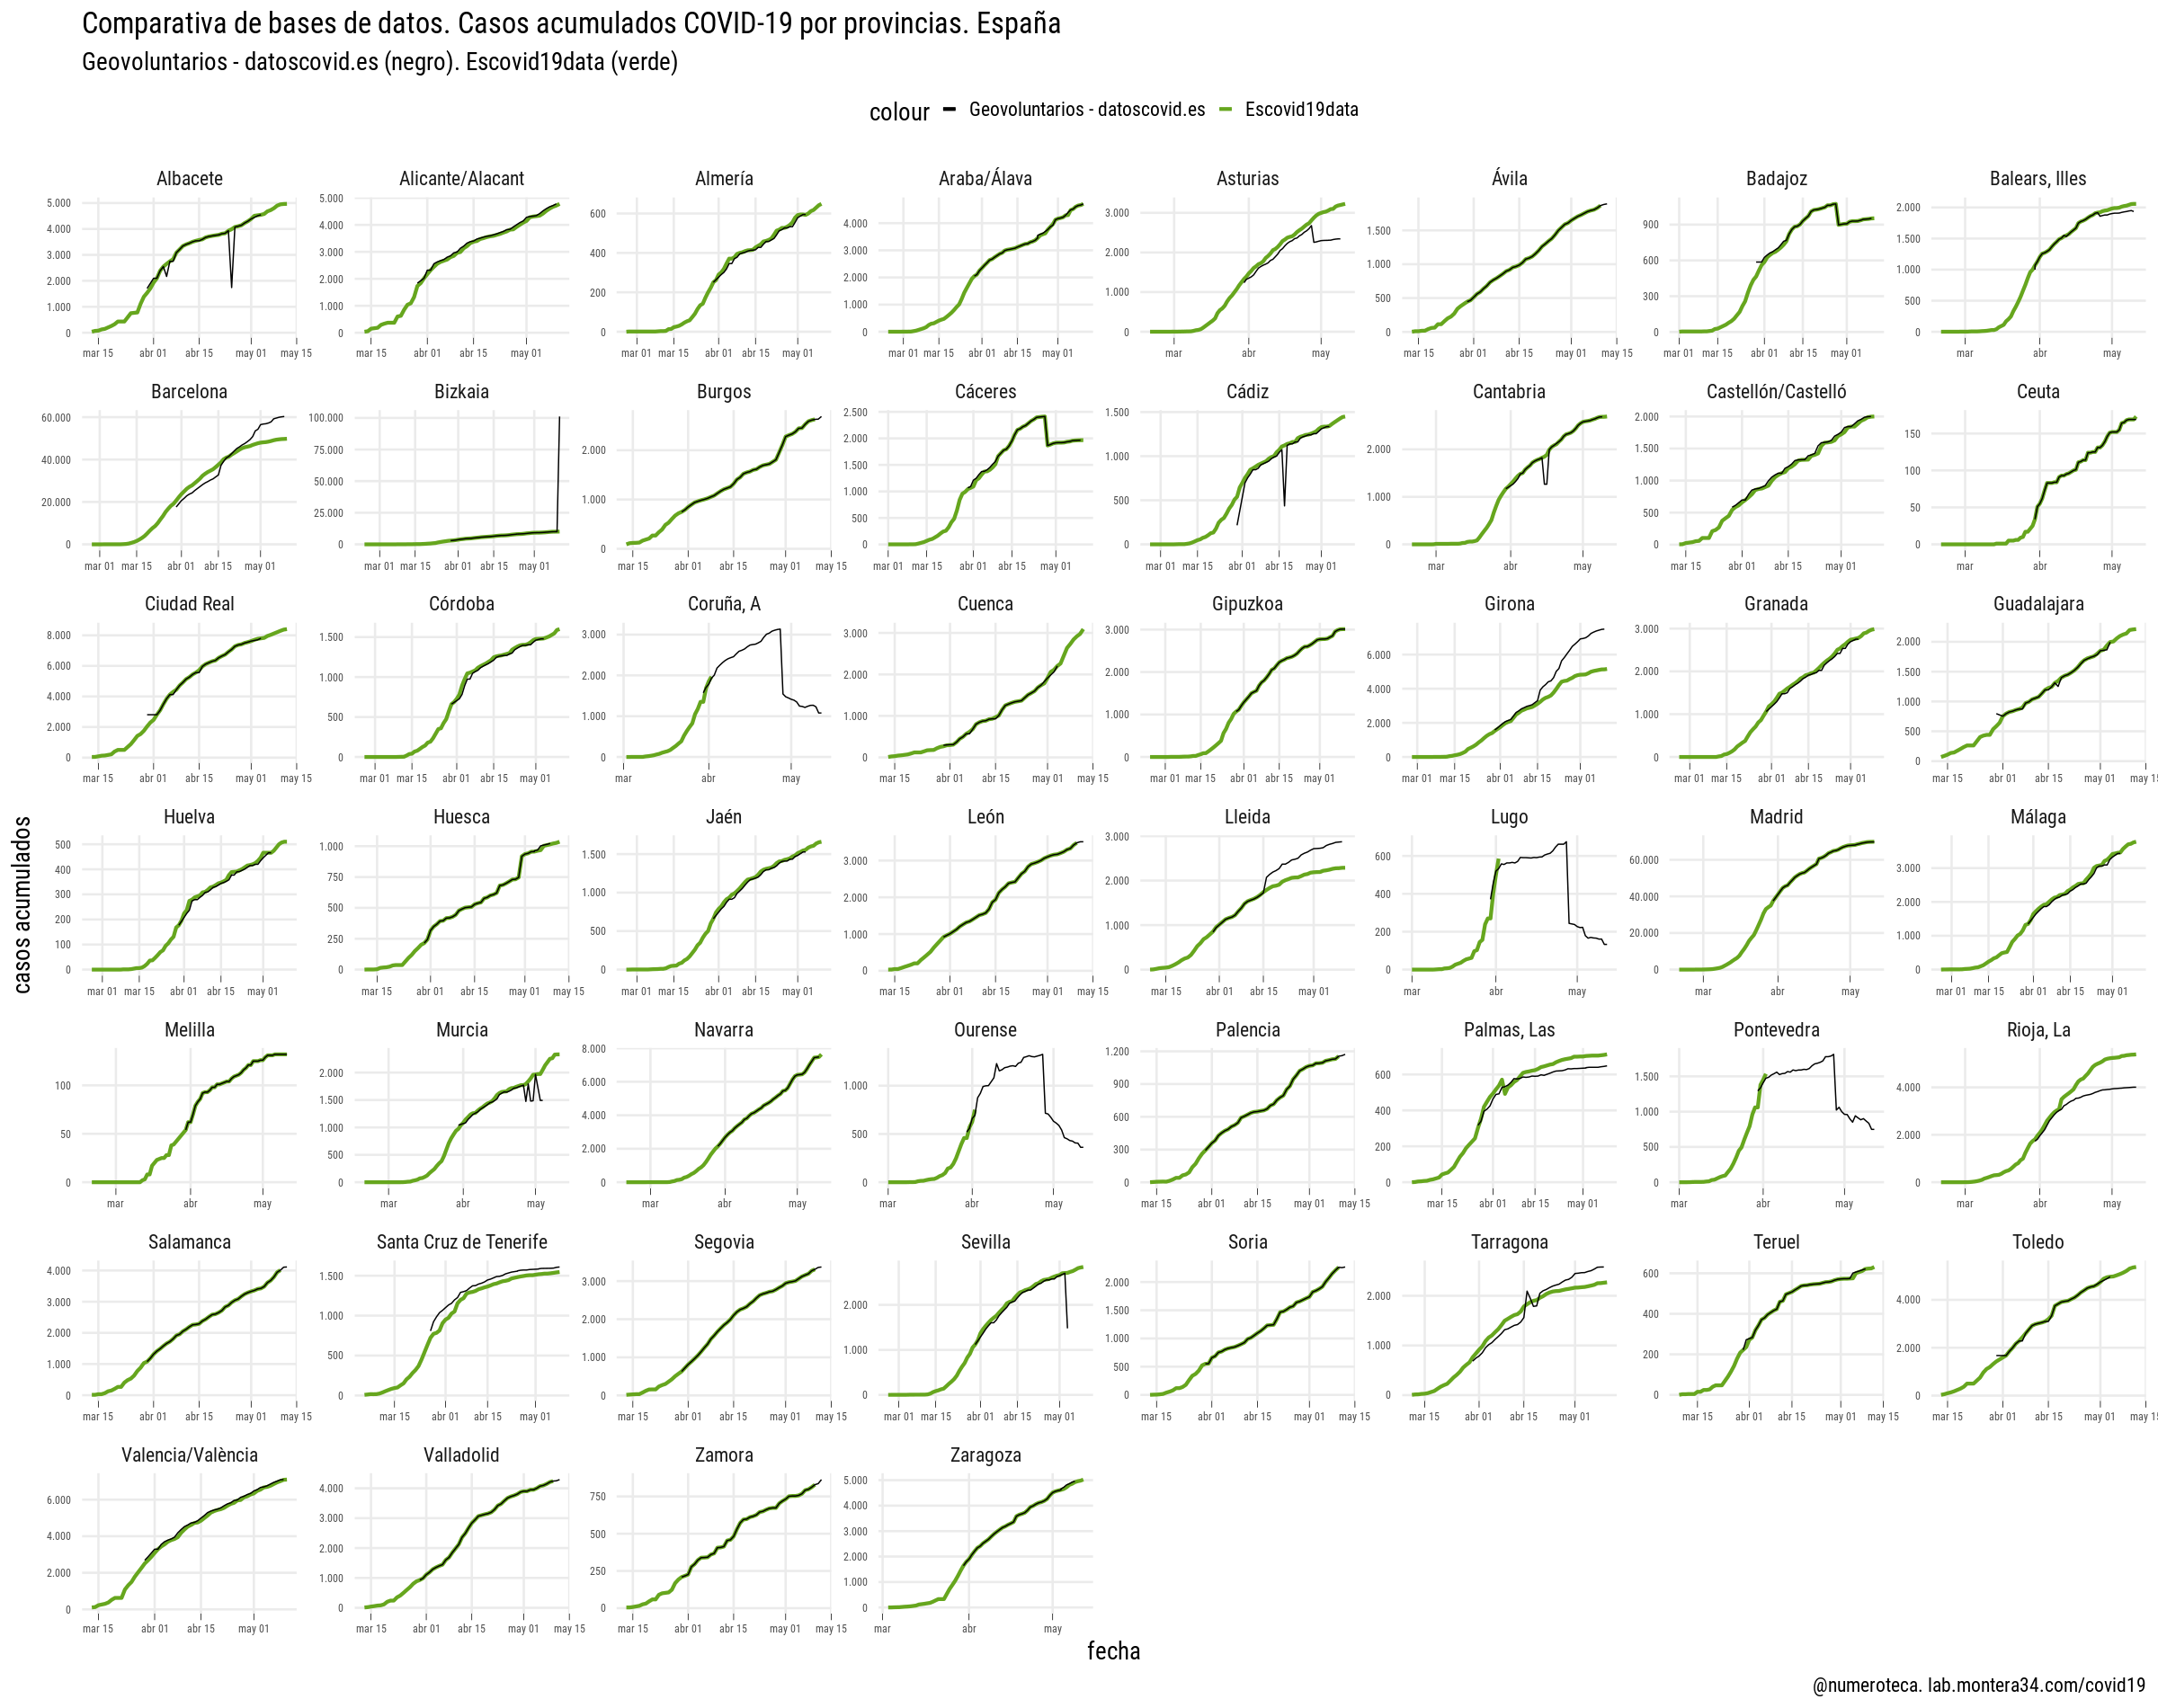 Comparativa de bases de datos. Casos acumulados COVID-19 por provincias. España
Geovoluntarios - datoscovid.es (negro). Escovid19data (verde)
colour Geovoluntarios - datoscovid.es Escovid19data
Albacete Alicante/Alacant Almería Araba/Álava Asturias Ávila Badajoz Balears, Illes
5.000 5.000 600 4.000 3.000 1.500 900 2.000
4.000 4.000 400 3.000 2.000 1.000 600 1.500
3.000 3.000 200 2.000 1.000 500 300 1.000
2.000 2.000 0 1.000 0 0 0 500
1.000 1.000 0 0
0 0
mar 15 abr 01 abr 15 may 01 may 15 mar 15 abr 01 abr 15 may 01 mar 01 mar 15 abr 01 abr 15 may 01 mar 01 mar 15 abr 01 abr 15 may 01 mar abr may mar 15 abr 01 abr 15 may 01 may 15 mar 01 mar 15 abr 01 abr 15 may 01 mar abr may
Barcelona Bizkaia Burgos Cáceres Cádiz Cantabria Castellón/Castelló Ceuta
60.000 100.000 2.000 2.500 1.500 2.000 2.000 150
40.000 75.000 1.000 2.000 1.000 1.000 1.500 100
20.000 50.000 0 1.500 500 0 1.000 50
0 25.000 1.000 0 500 0
0 500 0
0
mar 01 mar 15 abr 01 abr 15 may 01 mar 01 mar 15 abr 01 abr 15 may 01 mar 15 abr 01 abr 15 may 01 may 15 mar 01 mar 15 abr 01 abr 15 may 01 mar 01 mar 15 abr 01 abr 15 may 01 mar abr may mar 15 abr 01 abr 15 may 01 mar abr may
Ciudad Real Córdoba Coruña, A Cuenca Gipuzkoa Girona Granada Guadalajara
8.000 1.500 3.000 3.000 3.000 6.000 3.000 2.000
6.000 1.000 2.000 2.000 2.000 4.000 2.000 1.500
4.000 500 1.000 1.000 1.000 2.000 1.000 1.000
2.000 0 0 0 0 0 0 500
0 0
mar 15 abr 01 abr 15 may 01 may 15 mar 01 mar 15 abr 01 abr 15 may 01 mar abr may mar 15 abr 01 abr 15 may 01 may 15 mar 01 mar 15 abr 01 abr 15 may 01 mar 01 mar 15 abr 01 abr 15 may 01 mar 01 mar 15 abr 01 abr 15 may 01 mar 15 abr 01 abr 15 may 01 may 15
casos acumulados
Huelva Huesca Jaén León Lleida Lugo Madrid Málaga
500 1.000 1.500 3.000 3.000 600 60.000 3.000
400 750 1.000 2.000 2.000 400 40.000 2.000
300 500 500 1.000 1.000 200 20.000 1.000
200 250 0 0 0 0 0 0
100 0
0
mar 01 mar 15 abr 01 abr 15 may 01 mar 15 abr 01 abr 15 may 01 may 15 mar 01 mar 15 abr 01 abr 15 may 01 mar 15 abr 01 abr 15 may 01 may 15 mar 15 abr 01 abr 15 may 01 mar abr may mar abr may mar 01 mar 15 abr 01 abr 15 may 01
Melilla Murcia Navarra Ourense Palencia Palmas, Las Pontevedra Rioja, La
100 2.000 8.000 1.000 1.200 600 1.500 4.000
50 1.500 6.000 500 900 400 1.000 2.000
0 1.000 4.000 0 600 200 500 0
500 2.000 300 0 0
0 0 0
mar abr may mar abr may mar abr may mar abr may mar 15 abr 01 abr 15 may 01 may 15 mar 15 abr 01 abr 15 may 01 mar abr may mar abr may
Salamanca Santa Cruz de Tenerife Segovia Sevilla Soria Tarragona Teruel Toledo
4.000 1.500 3.000 2.000 2.000 2.000 600 4.000
3.000 1.000 1.000 1.000 1.500 1.000 400 2.000
2.000 500 0 0 1.000 0 200 0
1.000 0 500 0
0 0
mar 15 abr 01 abr 15 may 01 may 15 mar 15 abr 01 abr 15 may 01 mar 15 abr 01 abr 15 may 01 may 15 mar 01 mar 15 abr 01 abr 15 may 01 mar 15 abr 01 abr 15 may 01 may 15 mar 15 abr 01 abr 15 may 01 mar 15 abr 01 abr 15 may 01 may 15 mar 15 abr 01 abr 15 may 01 may 15
Valencia/València Valladolid Zamora Zaragoza
6.000 4.000 750 5.000
4.000 3.000 500 4.000
2.000 2.000 250 3.000
0 1.000 0 2.000
0 1.000
0
mar 15 abr 01 abr 15 may 01 mar 15 abr 01 abr 15 may 01 may 15 mar 15 abr 01 abr 15 may 01 may 15 mar abr may
fecha
@numeroteca. lab.montera34.com/covid19